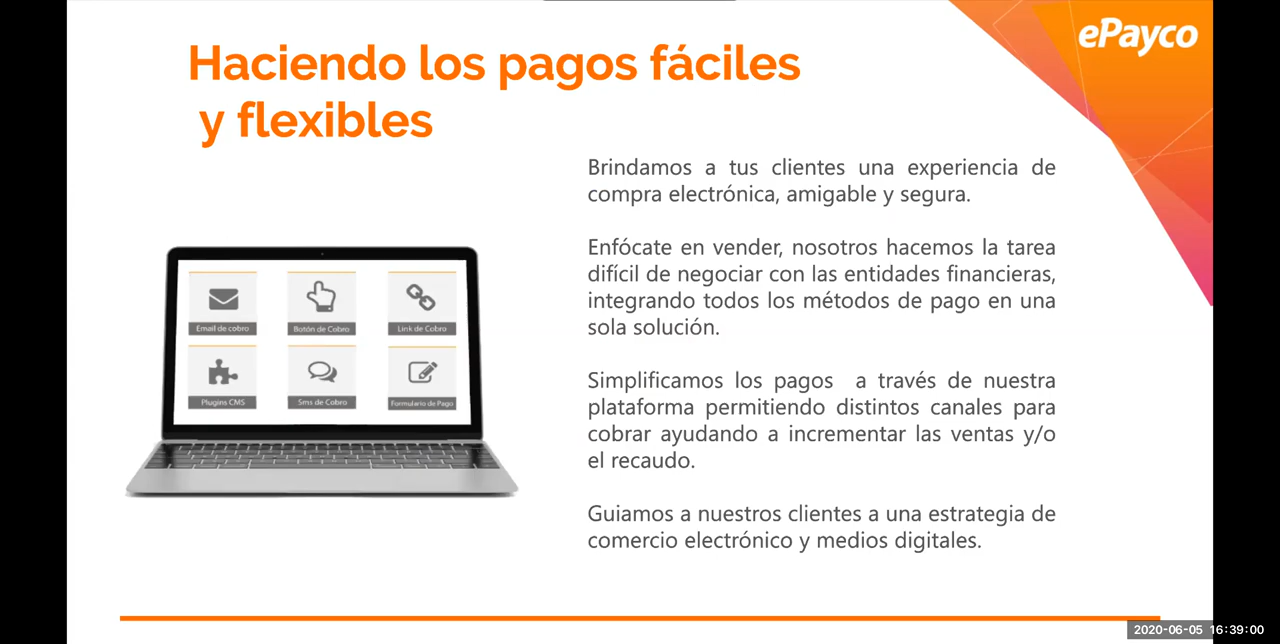 ePayco
Haciendo los pagos fáciles
y flexibles
Brindamos a tus clientes una experiencia de
compra electrónica, amigable y segura.
Enfócate en vender, nosotros hacemos la tarea
difícil de negociar con las entidades financieras,
integrando todos los métodos de pago en una
sola solución.
Simplificamos los pagos a través de nuestra
plataforma permitiendo distintos canales para
cobrar ayudando a incrementar las ventas y/o
el recaudo.
Guiamos a nuestros clientes a una estrategia de
comercio electrónico y medios digitales.
Email de cobro
Botón de Cobro
Link de Cobro
Plugins CMS
Sms de Cobro
Formulario de Pago
2020-06-05 16:39:00